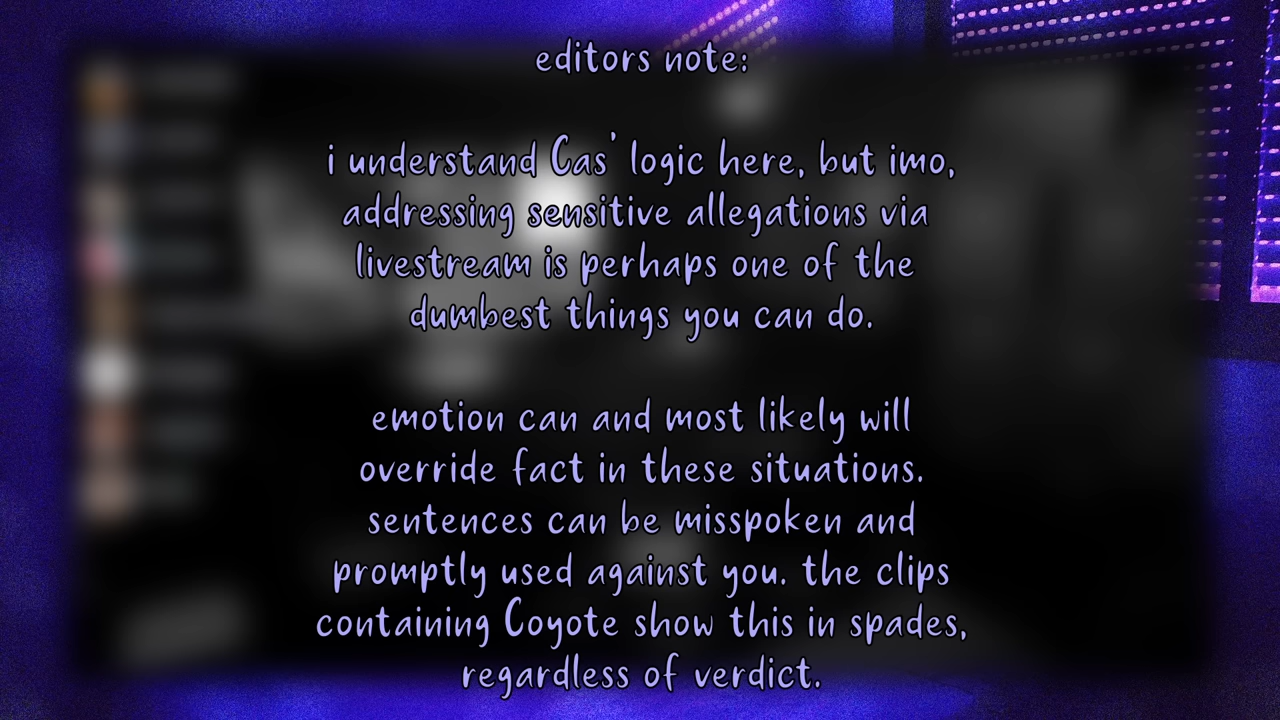 editors note:
i understand Cas' logic here, but imo,
addressing sensitive allegations via
livestream is perhaps one of the
dumbest things you can do.
emotion can and most likely will
override fact in these situations.
sentences can be misspoken and
promptly used against you. the clips
containing Coyote show this in spades,
regardless of verdict.